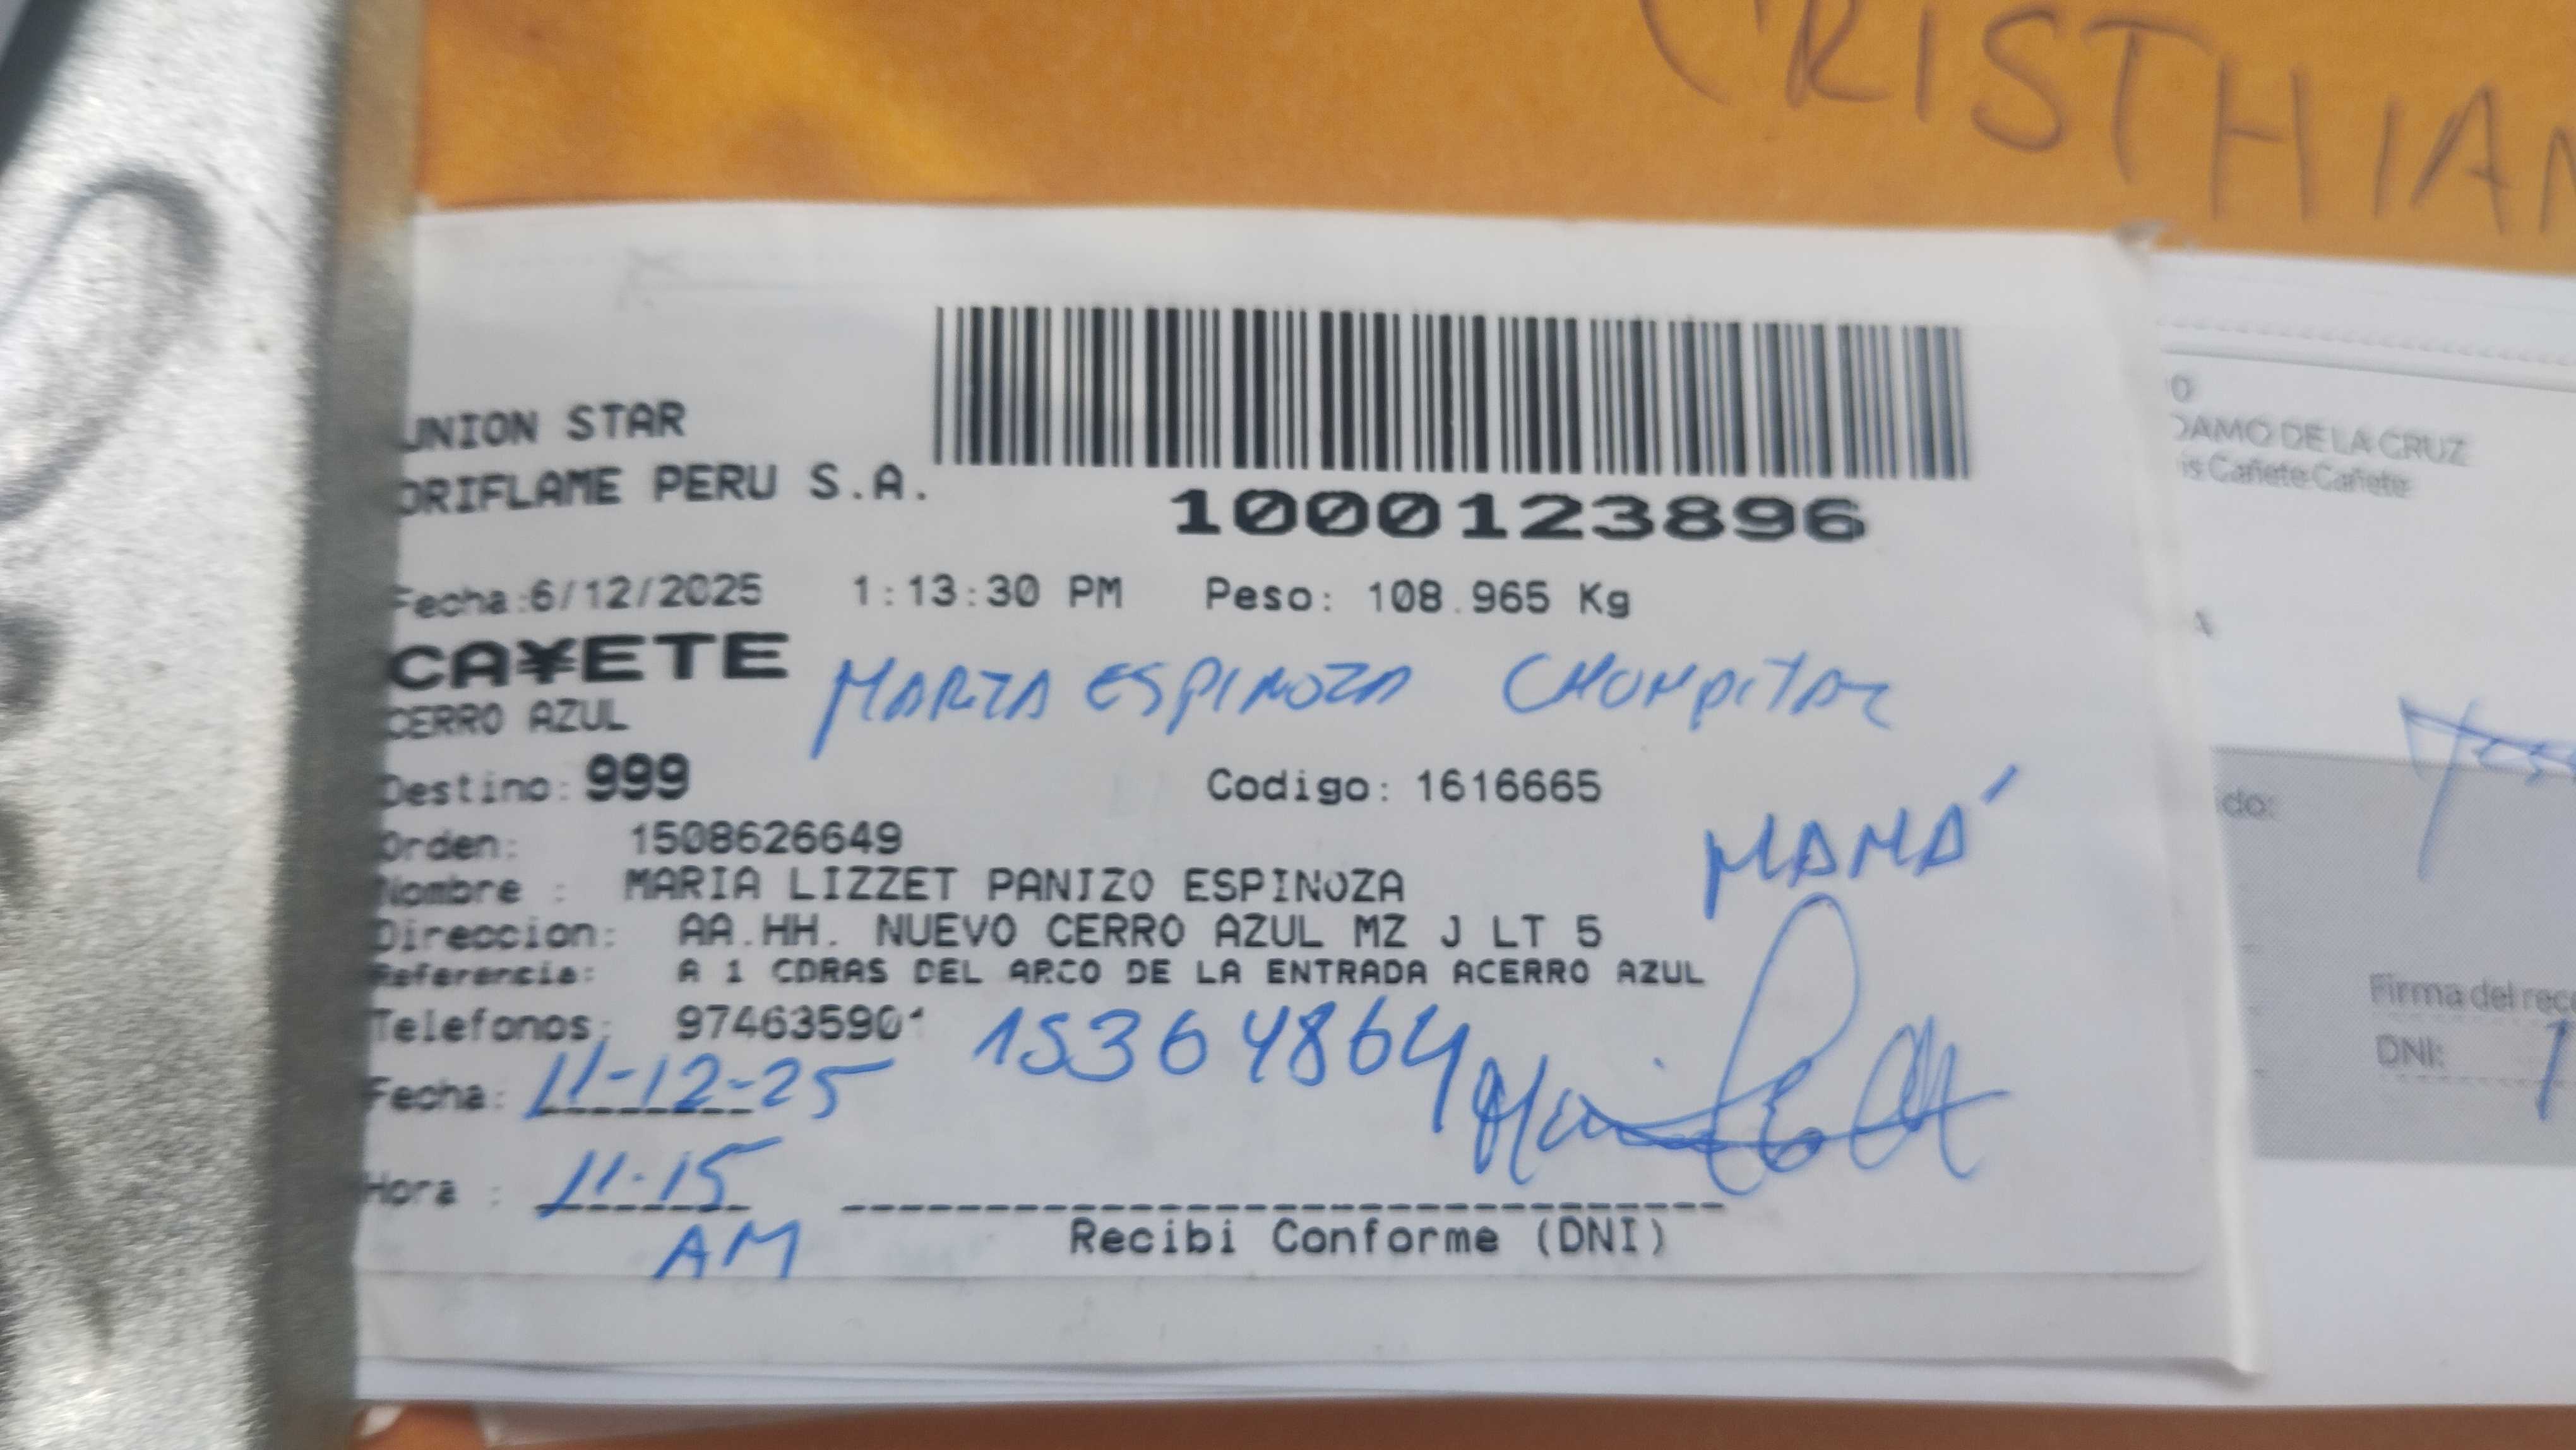 CRISTHIAN
UNION STAR
ORIFLAME PERU S.A.
1000123896
Fecha:6/12/2025 1:13:30 PM Peso: 108.965 Kg
CA¥ETE
MARIA ESPINOZA CHUMPITAZ
CERRO AZUL
Destino: 999 Codigo: 1616665
MAMÁ
Orden: 1508626649
Nombre : MARIA LIZZET PANIZO ESPINOZA
Direccion: AA.HH. NUEVO CERRO AZUL MZ J LT 5
Referencia: A 1 CDRAS DEL ARCO DE LA ENTRADA ACERRO AZUL
Telefonos: 974635901 15364864
Fecha: 11-12-25
Hora : 11.15
AM
Recibi Conforme (DNI)
DAMO DE LA CRUZ
is Cañete Cañete
do:
Firma del rec
DNI: 1